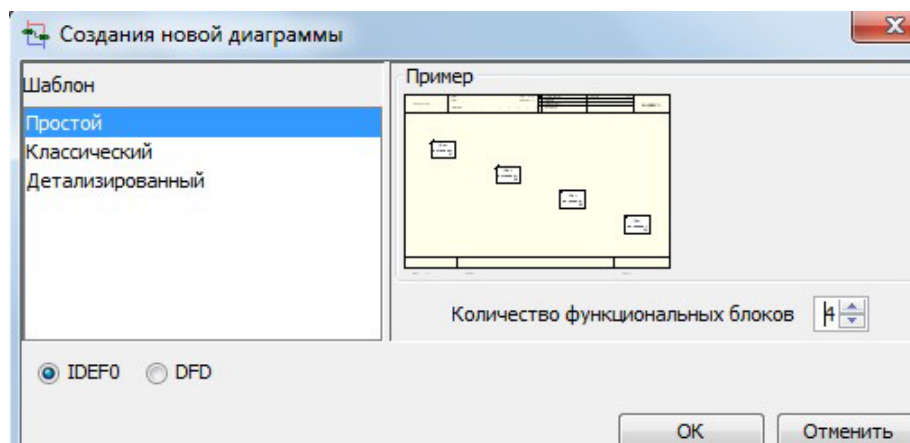 Создания новой диаграммы
Шаблон
Простой
Классический
Детализированный
Пример
Количество функциональных блоков 4
IDEF0 DFD
OK Отменить